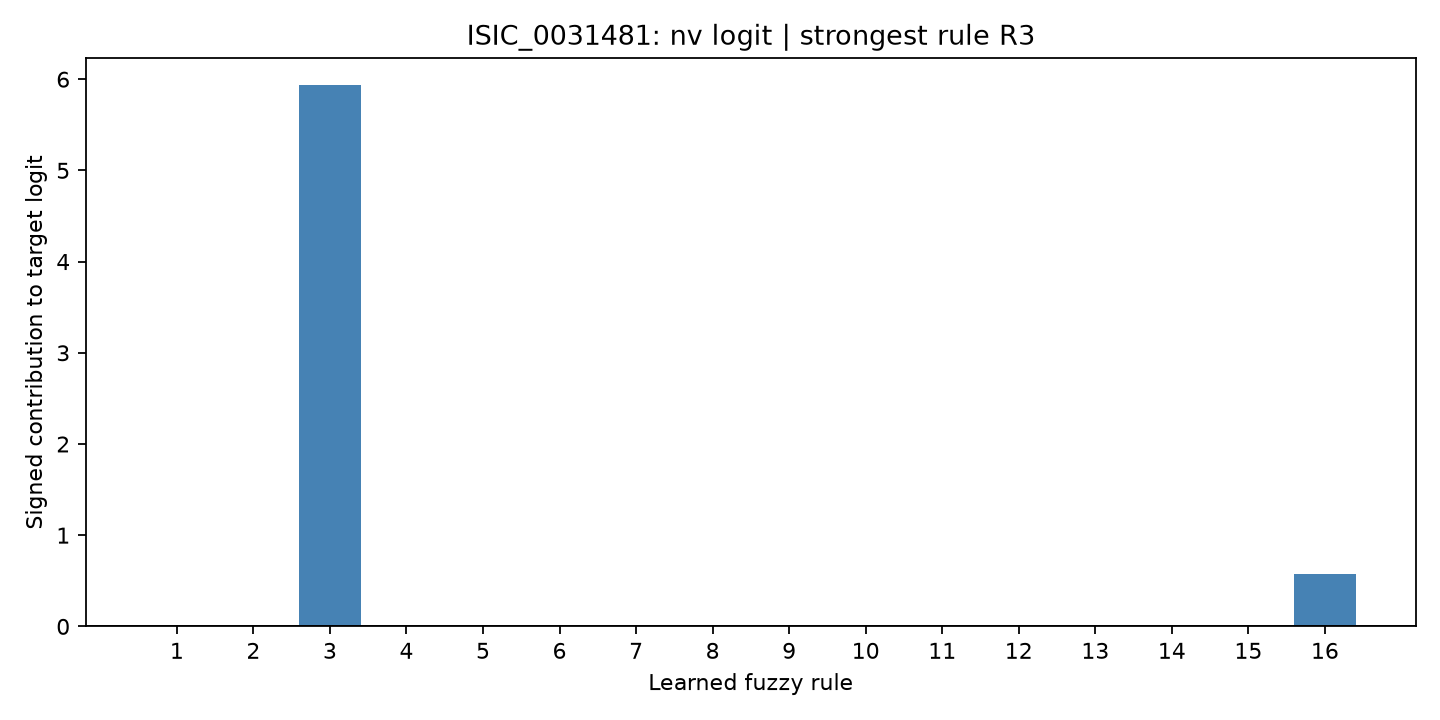 ISIC_0031481: nv logit | strongest rule R3
Signed contribution to target logit
6
5
4
3
2
1
0
1 2 3 4 5 6 7 8 9 10 11 12 13 14 15 16
Learned fuzzy rule